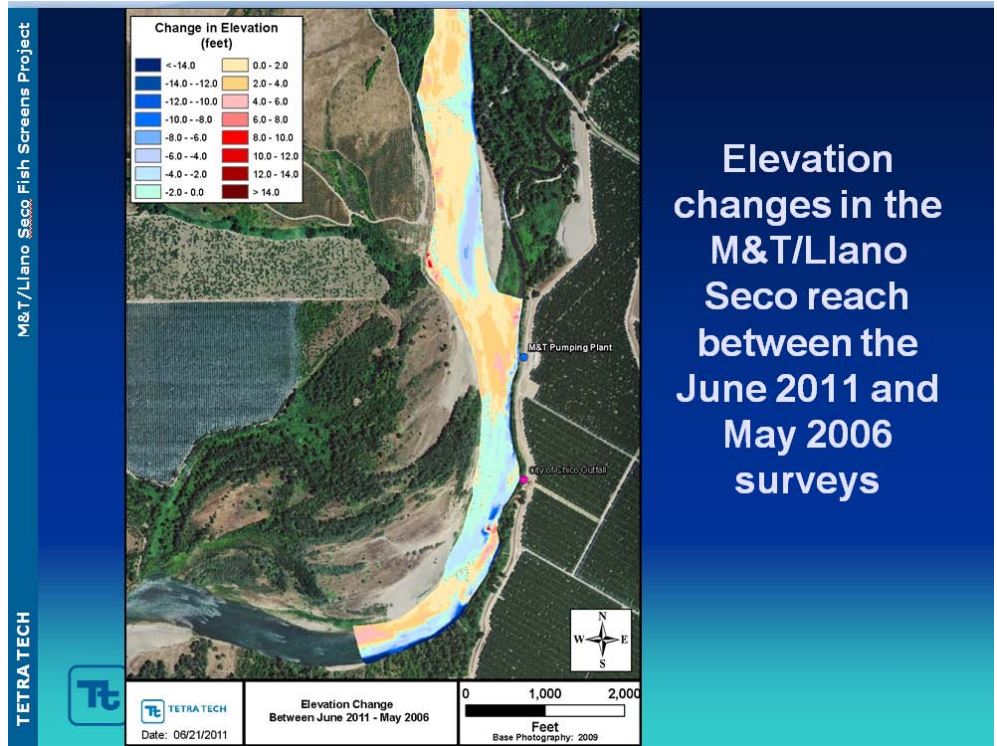 M&T/Llano Seco Fish Screens Project
TETRA TECH
Change in Elevation
(feet)
< -14.0
-14.0 - -12.0
-12.0 - -10.0
-10.0 - -8.0
-8.0 - -6.0
-6.0 - -4.0
-4.0 - -2.0
-2.0 - 0.0
0.0 - 2.0
2.0 - 4.0
4.0 - 6.0
6.0 - 8.0
8.0 - 10.0
10.0 - 12.0
12.0 - 14.0
> 14.0
M&T Pumping Plant
City of Chico Outfall
N
W E
S
Tt
Tt TETRA TECH
Date: 06/21/2011
Elevation Change
Between June 2011 - May 2006
0 1,000 2,000
Feet
Base Photography: 2009
Elevation
changes in the
M&T/Llano
Seco reach
between the
June 2011 and
May 2006
surveys